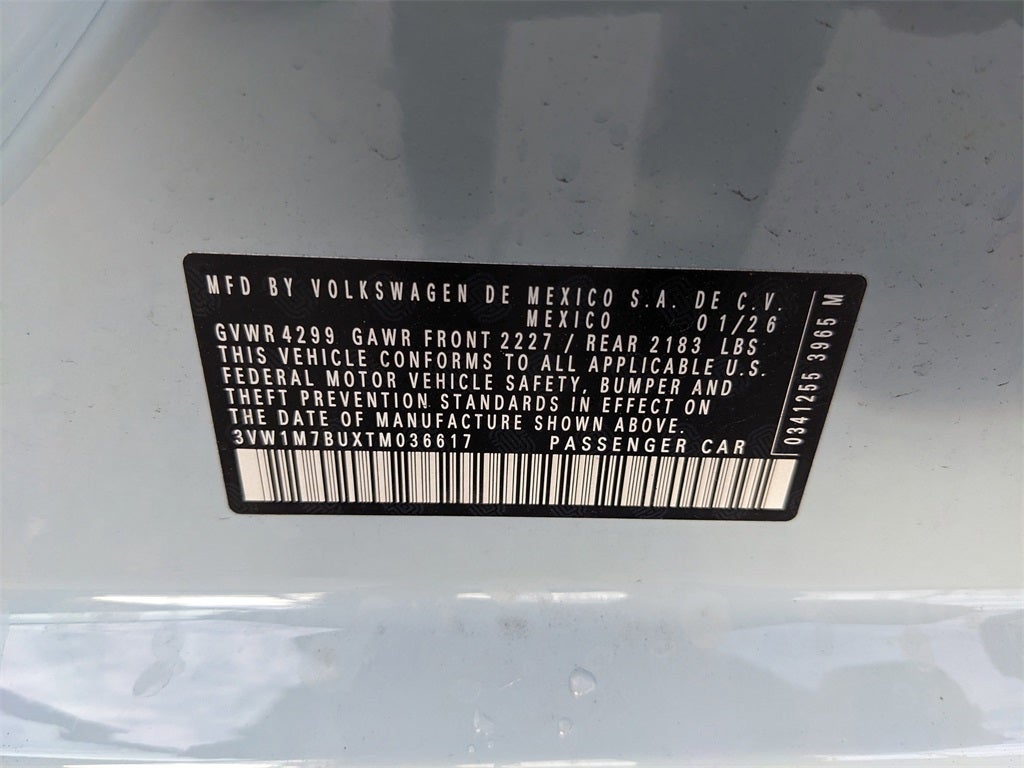 MFD BY VOLKSWAGEN DE MEXICO S.A. DE C.V.
MEXICO 01/26
GVWR 4299 GAWR FRONT 2227 / REAR 2183 LBS
THIS VEHICLE CONFORMS TO ALL APPLICABLE U.S.
FEDERAL MOTOR VEHICLE SAFETY, BUMPER AND
THEFT PREVENTION STANDARDS IN EFFECT ON
THE DATE OF MANUFACTURE SHOWN ABOVE.
3VW1M7BUXTM036617 PASSENGER CAR
0341255 3965 M